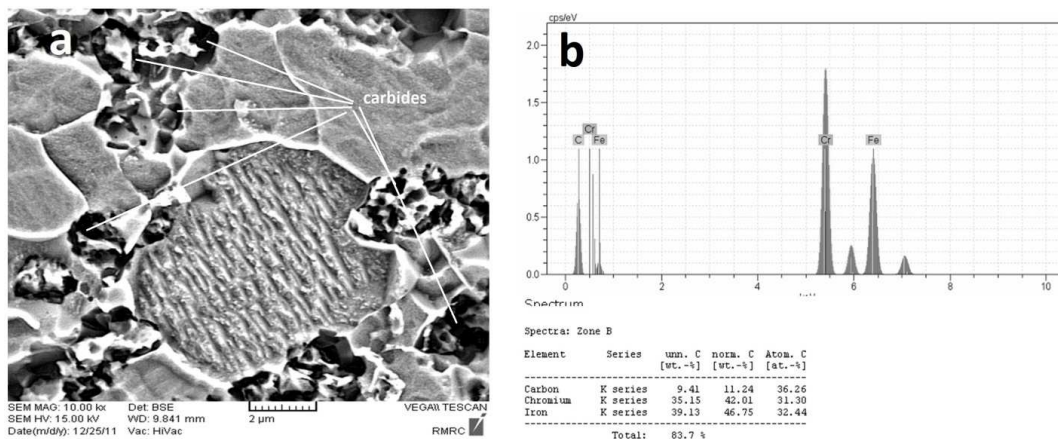 a
carbides
SEM MAG: 10.00 kx Det: BSE
SEM HV: 15.00 kV WD: 9.841 mm
Date(m/d/y): 12/25/11 Vac: HiVac
2 µm
VEGA\\ TESCAN
RMRC
cps/eV
b
2.0
1.5
1.0
0.5
0.0
C Cr Fe Cr Fe
0 2 4 6 8 10
Spectrum
Spectra: Zone B
Element Series unn. C norm. C Atom. C
[wt.-%] [wt.-%] [at.-%]
Carbon K series 9.41 11.24 36.26
Chromium K series 35.15 42.01 31.30
Iron K series 39.13 46.75 32.44
Total: 83.7 %